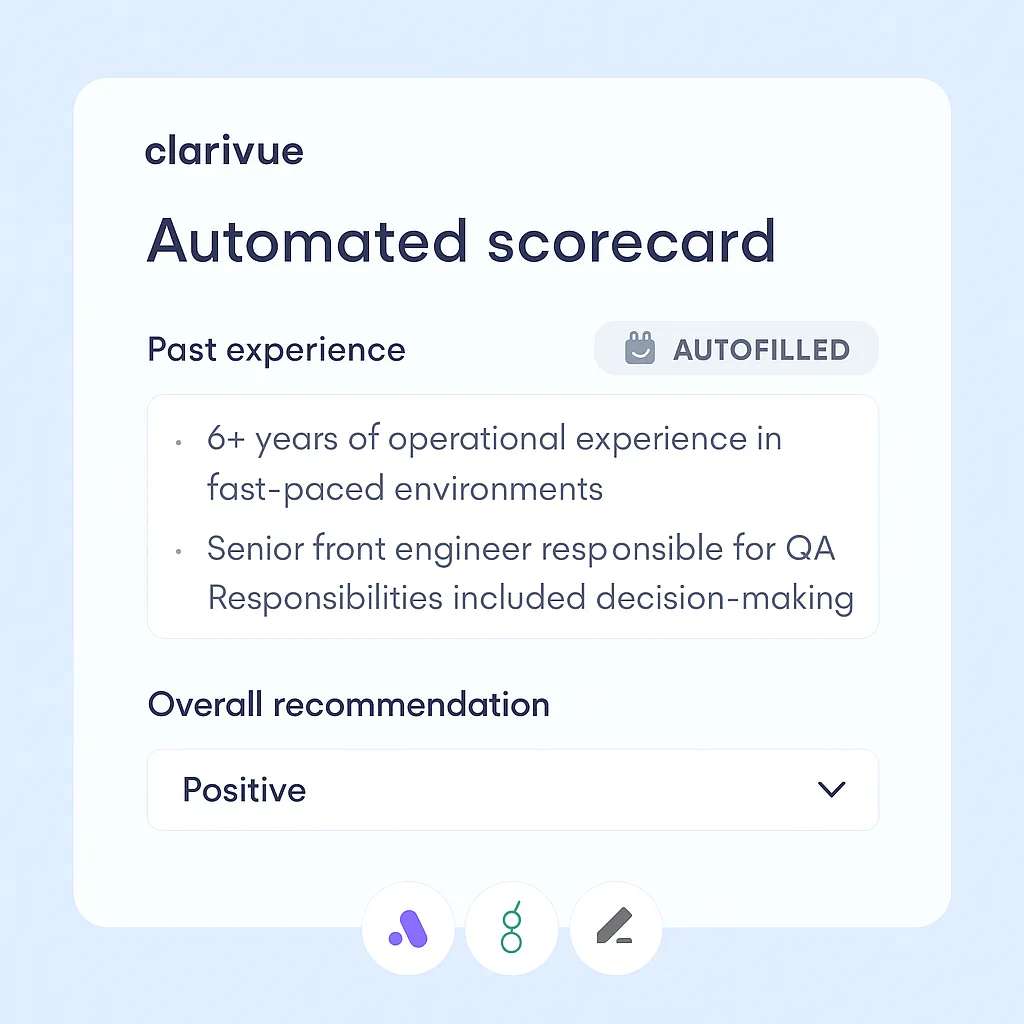 clarivue
Automated scorecard
Past experience
AUTOFILLED
· 6+ years of operational experience in
fast-paced environments
· Senior front engineer responsible for QA
Responsibilities included decision-making
Overall recommendation
Positive